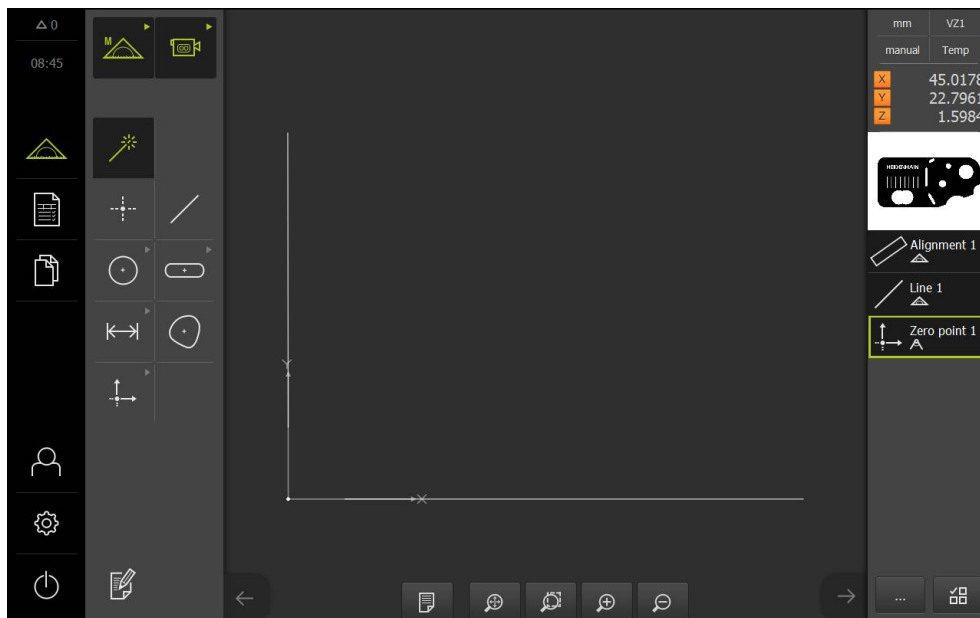 0
08:45
M
mm
VZ1
manual
Temp
X
45.0178
Y
22.7961
Z
1.5984
HEIDENHAIN
Alignment 1
Line 1
Zero point 1
Y
X
...